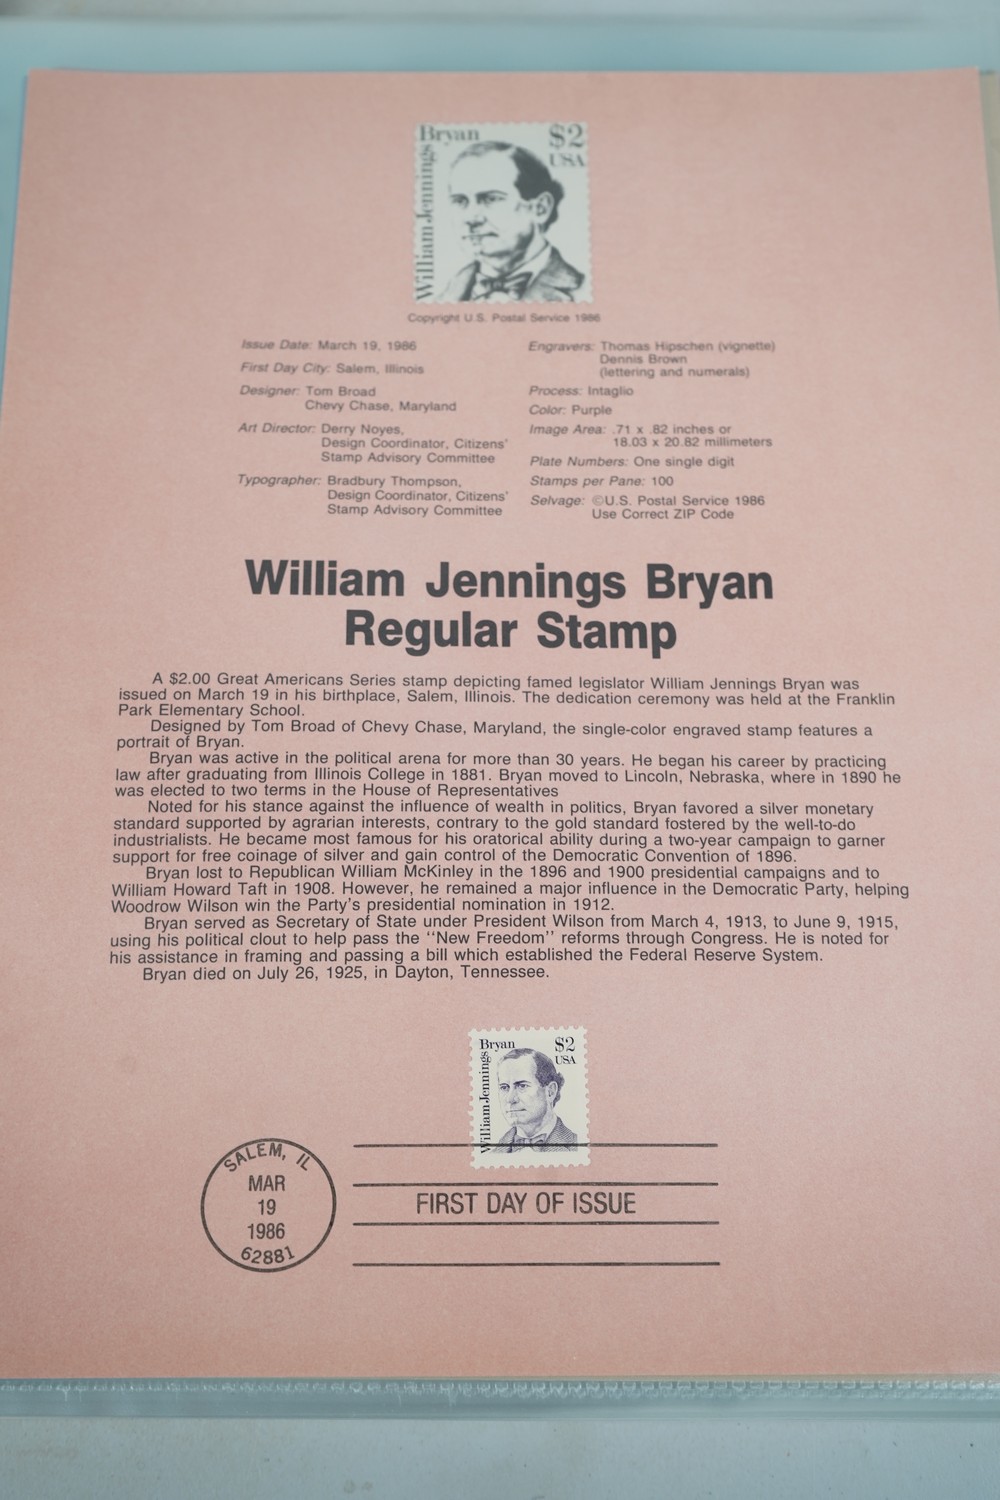 Bryan $2
USA
William Jennings
Copyright U.S. Postal Service 1986
Issue Date: March 19, 1986
First Day City: Salem, Illinois
Designer: Tom Broad
Chevy Chase, Maryland
Art Director: Derry Noyes,
Design Coordinator, Citizens'
Stamp Advisory Committee
Typographer: Bradbury Thompson,
Design Coordinator, Citizens'
Stamp Advisory Committee
Engravers: Thomas Hipschen (vignette)
Dennis Brown
(lettering and numerals)
Process: Intaglio
Color: Purple
Image Area: .71 x .82 inches or
18.03 x 20.82 millimeters
Plate Numbers: One single digit
Stamps per Pane: 100
Selvage: ©U.S. Postal Service 1986
Use Correct ZIP Code
William Jennings Bryan
Regular Stamp
A $2.00 Great Americans Series stamp depicting famed legislator William Jennings Bryan was
issued on March 19 in his birthplace, Salem, Illinois. The dedication ceremony was held at the Franklin
Park Elementary School.
Designed by Tom Broad of Chevy Chase, Maryland, the single-color engraved stamp features a
portrait of Bryan.
Bryan was active in the political arena for more than 30 years. He began his career by practicing
law after graduating from Illinois College in 1881. Bryan moved to Lincoln, Nebraska, where in 1890 he
was elected to two terms in the House of Representatives
Noted for his stance against the influence of wealth in politics, Bryan favored a silver monetary
standard supported by agrarian interests, contrary to the gold standard fostered by the well-to-do
industrialists. He became most famous for his oratorical ability during a two-year campaign to garner
support for free coinage of silver and gain control of the Democratic Convention of 1896.
Bryan lost to Republican William McKinley in the 1896 and 1900 presidential campaigns and to
William Howard Taft in 1908. However, he remained a major influence in the Democratic Party, helping
Woodrow Wilson win the Party's presidential nomination in 1912.
Bryan served as Secretary of State under President Wilson from March 4, 1913, to June 9, 1915,
using his political clout to help pass the "New Freedom" reforms through Congress. He is noted for
his assistance in framing and passing a bill which established the Federal Reserve System.
Bryan died on July 26, 1925, in Dayton, Tennessee.
Bryan $2
USA
William Jennings
SALEM, IL
MAR
19
1986
62881
FIRST DAY OF ISSUE